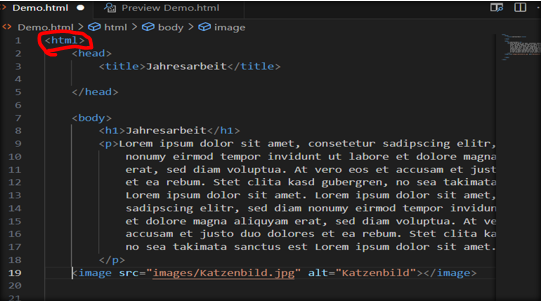 Demo.html Preview Demo.html
Demo.html > html > body > image
1 <html>
2 <head>
3 <title>Jahresarbeit</title>
4
5 </head>
6
7 <body>
8 <h1>Jahresarbeit</h1>
9 <p>Lorem ipsum dolor sit amet, consetetur sadipscing elitr,
10 nonumy eirmod tempor invidunt ut labore et dolore magna
11 erat, sed diam voluptua. At vero eos et accusam et just
12 et ea rebum. Stet clita kasd gubergren, no sea takimata
13 Lorem ipsum dolor sit amet. Lorem ipsum dolor sit amet,
14 sadipscing elitr, sed diam nonumy eirmod tempor invidun
15 et dolore magna aliquyam erat, sed diam voluptua. At ve
16 accusam et justo duo dolores et ea rebum. Stet clita ka
17 no sea takimata sanctus est Lorem ipsum dolor sit amet.
18 </p>
19 <image src="images/Katzenbild.jpg" alt="Katzenbild"></image>
20
21